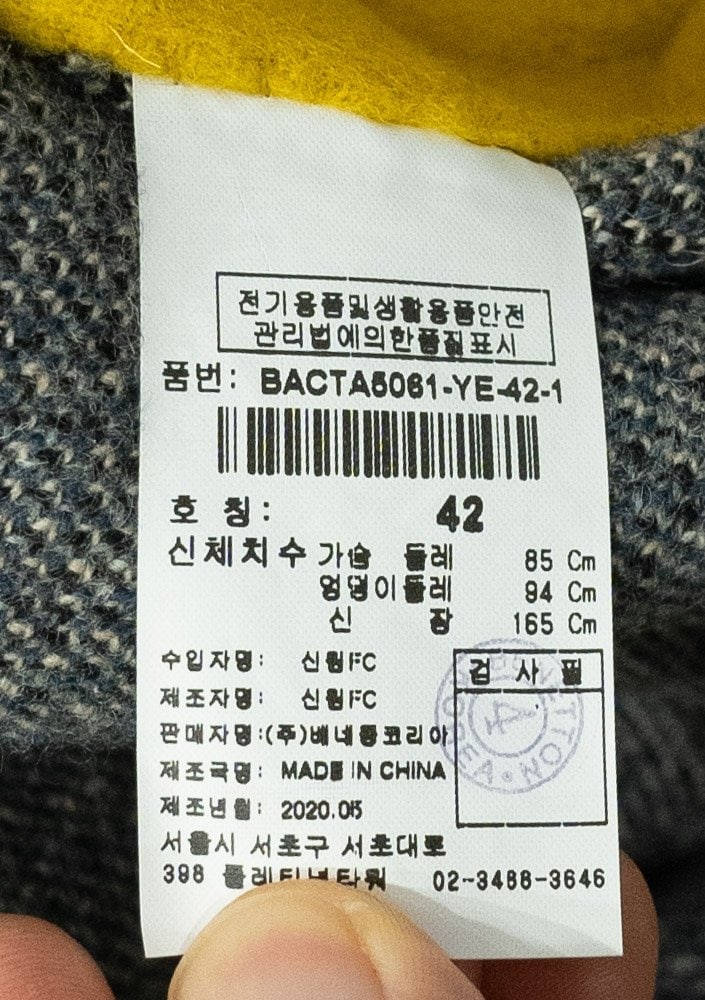 전기용품및생활용품안전
관리법에의한품질표시
품번: BACTA5061-YE-42-1
호 칭: 42
신체치수 가슴 둘레 85 Cm
엉덩이둘레 94 Cm
신 장 165 Cm
수입자명: 신원FC
제조자명: 신원FC
판매자명:(주)베네통코리아
제조국명: MADE IN CHINA
제조년월: 2020.05
검 사 필
BENETTON KOREA
4
서울시 서초구 서초대로
398 플래티넘타워 02-3488-3646